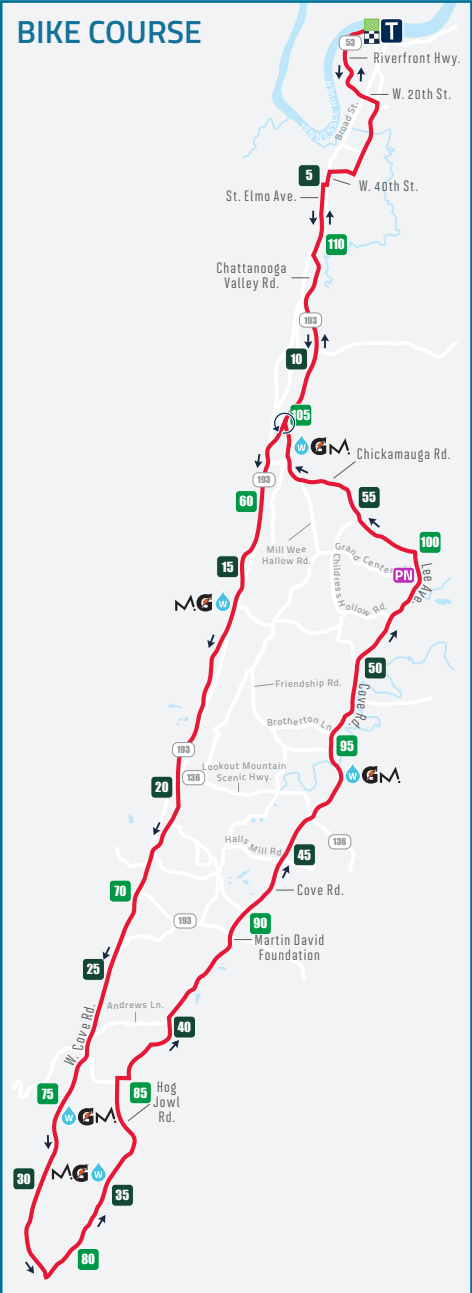 BIKE COURSE
T
53
Riverfront Hwy.
W. 20th St.
TENNESSEE RIVER
Broad St.
5
W. 40th St.
St. Elmo Ave.
110
Chattanooga
Valley Rd.
193
10
105
W G M
Chickamauga Rd.
193
60
55
Mill Wee
Hallow Rd.
100
Grand Center
PN
Lee Ave.
15
Childress Hollow Rd.
M G W
50
Friendship Rd.
Cove Rd.
Brotherton Ln.
95
193
Lookout Mountain
Scenic Hwy.
136
W G M
20
Halls Mill Rd.
136
45
70
Cove Rd.
193
90
Martin David
Foundation
25
Andrews Ln.
40
W. Cove Rd.
75
85
Hog
Jowl
Rd.
W G M
30
M G W
35
80